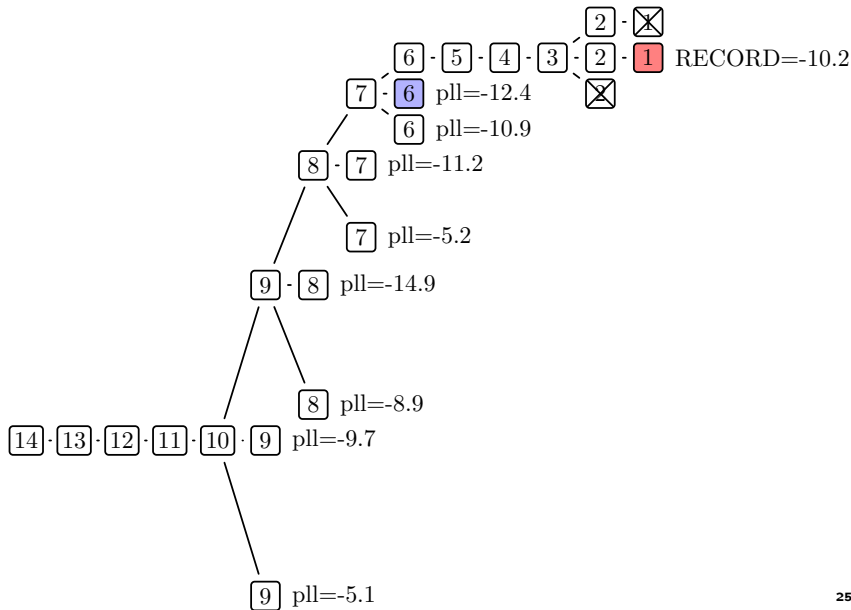 2 1
6 5 4 3 2 1 RECORD=-10.2
7 6 pll=-12.4 2
6 pll=-10.9
8 7 pll=-11.2
7 pll=-5.2
9 8 pll=-14.9
8 pll=-8.9
14 13 12 11 10 9 pll=-9.7
9 pll=-5.1
25